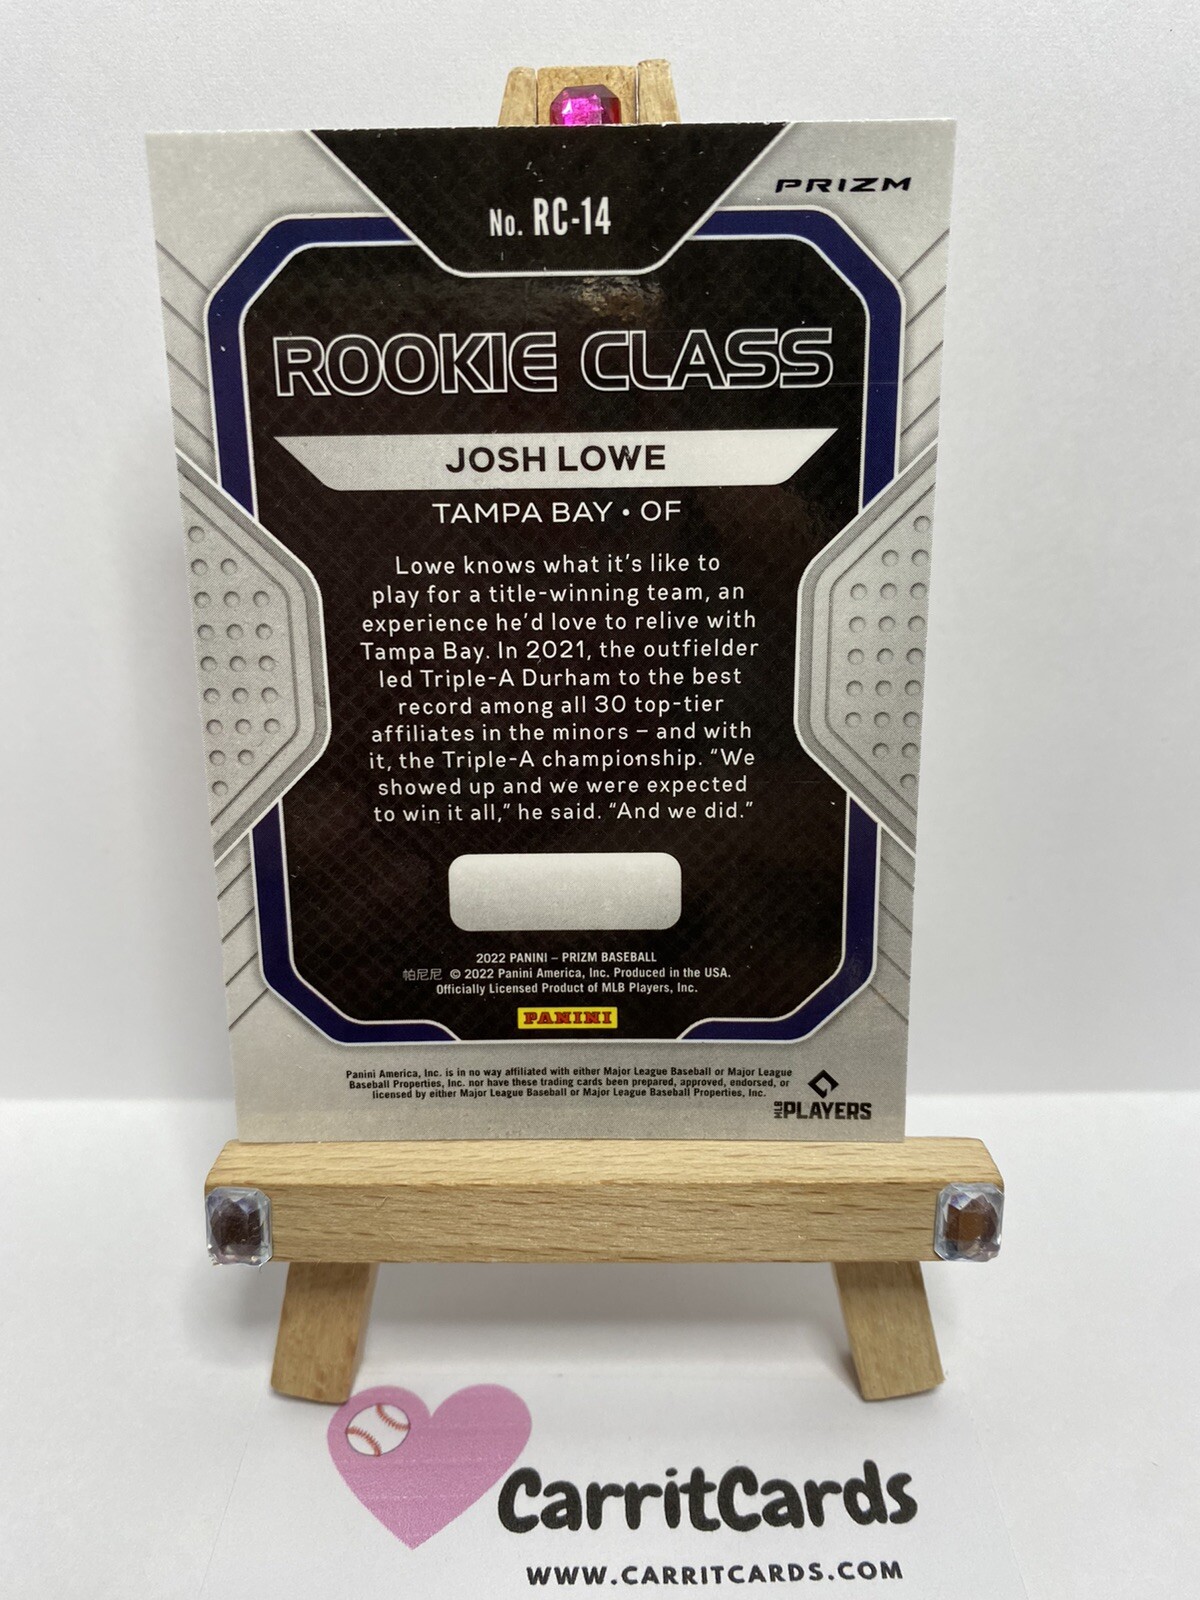 No. RC-14
PRIZM
ROOKIE CLASS
JOSH LOWE
TAMPA BAY • OF
Lowe knows what it's like to
play for a title-winning team, an
experience he'd love to relive with
Tampa Bay. In 2021, the outfielder
led Triple-A Durham to the best
record among all 30 top-tier
affiliates in the minors – and with
it, the Triple-A championship. "We
showed up and we were expected
to win it all," he said. "And we did."
2022 PANINI – PRIZM BASEBALL
帕尼尼 © 2022 Panini America, Inc. Produced in the USA.
Officially Licensed Product of MLB Players, Inc.
PANINI
Panini America, Inc. is in no way affiliated with either Major League Baseball or Major League
Baseball Properties, Inc. nor have these trading cards been prepared, approved, endorsed, or
licensed by either Major League Baseball or Major League Baseball Properties, Inc.
MLB PLAYERS
CarritCards
WWW.CARRITCARDS.COM